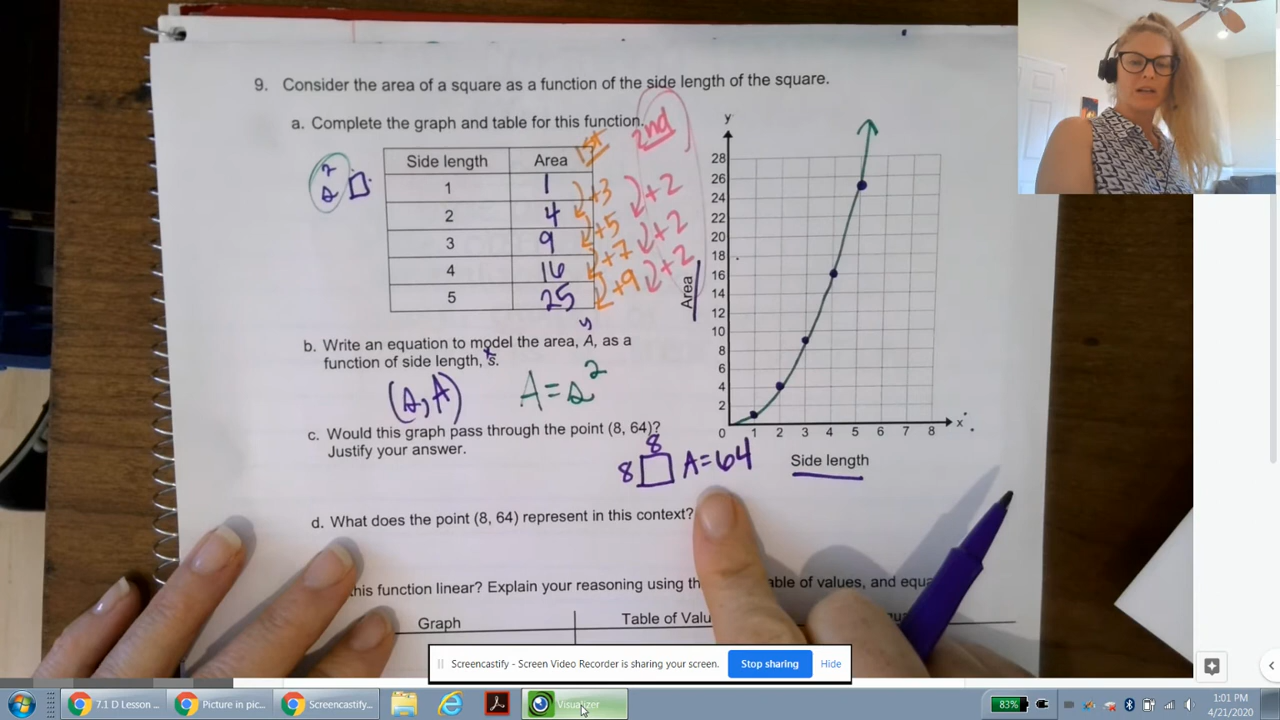 9. Consider the area of a square as a function of the side length of the square.
a. Complete the graph and table for this function.
1st
2nd
Side length Area
1 1
2 4
3 9
4 16
5 25
+3
+5
+7
+9
+2
+2
+2
y
28
26
24
22
20
18
16
14
12
10
8
6
4
2
0 1 2 3 4 5 6 7 8 x
Area
Side length
y
b. Write an equation to model the area, A, as a
function of side length, s.
x
(s, A) A = s²
c. Would this graph pass through the point (8, 64)?
Justify your answer.
8
8 A=64
d. What does the point (8, 64) represent in this context?
this function linear? Explain your reasoning using
able of values, and
Graph
Table of
Screencastify - Screen Video Recorder is sharing your screen. Stop sharing Hide
7.1 D Lesson ... Picture in pic... Screencastify... Visualizer
83%
1:01 PM
4/21/2020